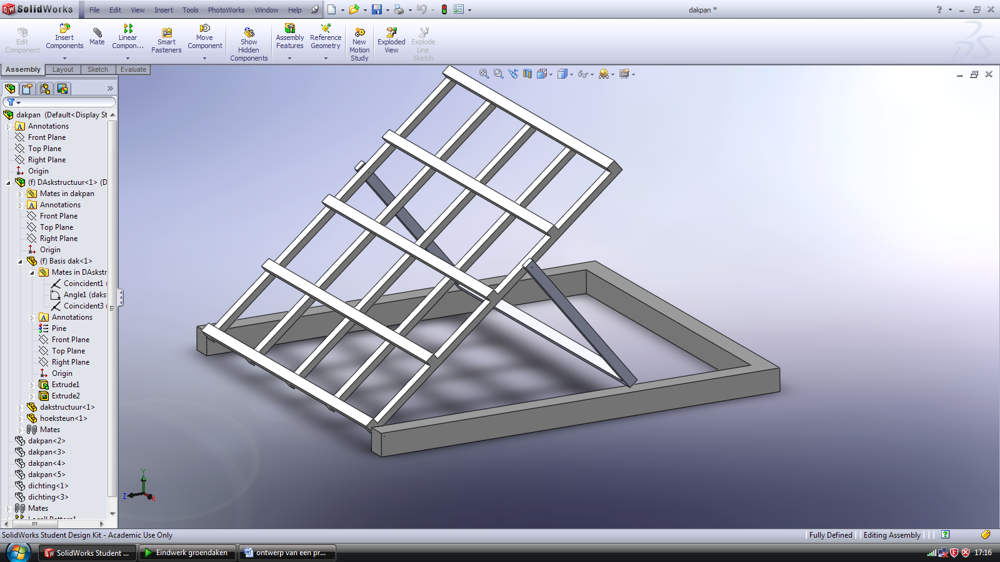 SolidWorks File Edit View Insert Tools PhotoWorks Window Help dakpan *
Edit Component
Insert Components
Mate
Linear Compon...
Smart Fasteners
Move Component
Show Hidden Components
Assembly Features
Reference Geometry
New Motion Study
Exploded View
Explode Line Sketch
Assembly Layout Sketch Evaluate
dakpan (Default<Display St
Annotations
Front Plane
Top Plane
Right Plane
Origin
(f) DAskstructuur<1> (D
Mates in dakpan
Annotations
Front Plane
Top Plane
Right Plane
Origin
(f) Basis dak<1>
Mates in DAskstr
Coincident1 (
Angle1 (daks
Coincident3 (
Annotations
Pine
Front Plane
Top Plane
Right Plane
Origin
Extrude1
Extrude2
dakstructuur<1>
hoeksteun<1>
Mates
dakpan<2>
dakpan<3>
dakpan<4>
dakpan<5>
dichting<1>
dichting<3>
Mates
Y
Z X
SolidWorks Student Design Kit - Academic Use Only Fully Defined Editing Assembly
SolidWorks Student ... Eindwerk groendaken ontwerp van een pr... 17:16